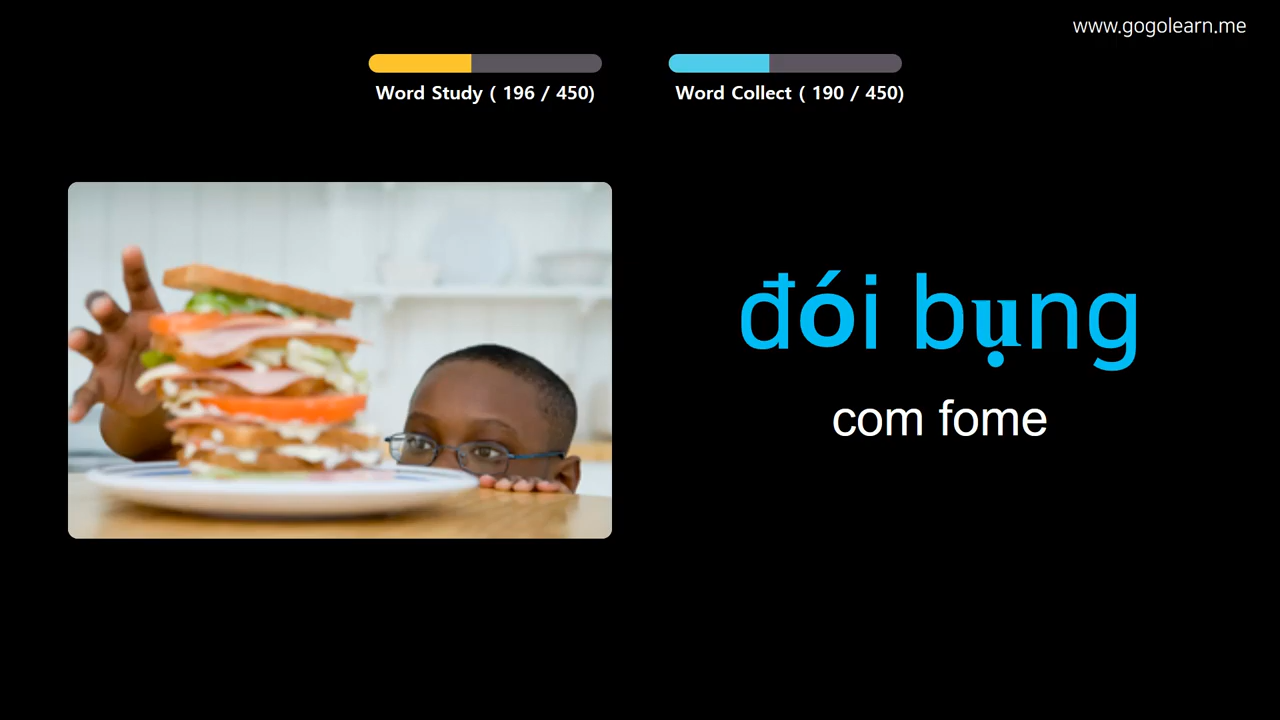 www.gogolearn.me
Word Study ( 196 / 450)
Word Collect ( 190 / 450)
đói bụng
com fome